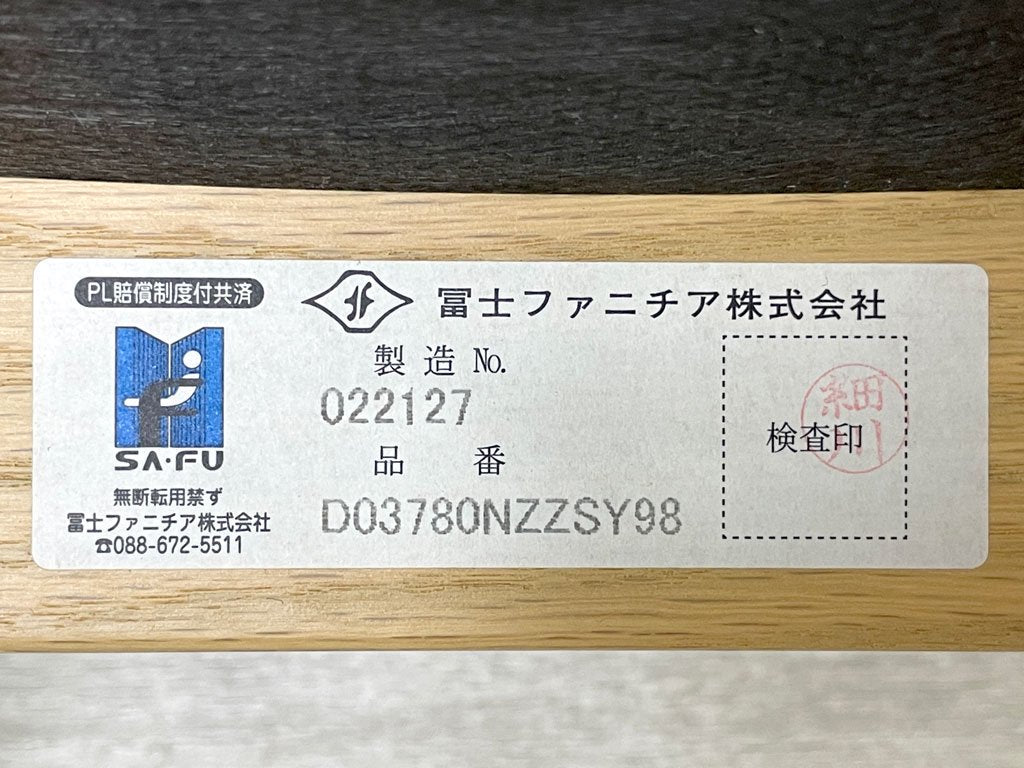 PL賠償制度付共済
SA·FU
無断転用禁ず
冨士ファニチア株式会社
☎088-672-5511
冨士ファニチア株式会社
製造 No.
022127
品番
D03780NZZSY98
検査印
細川